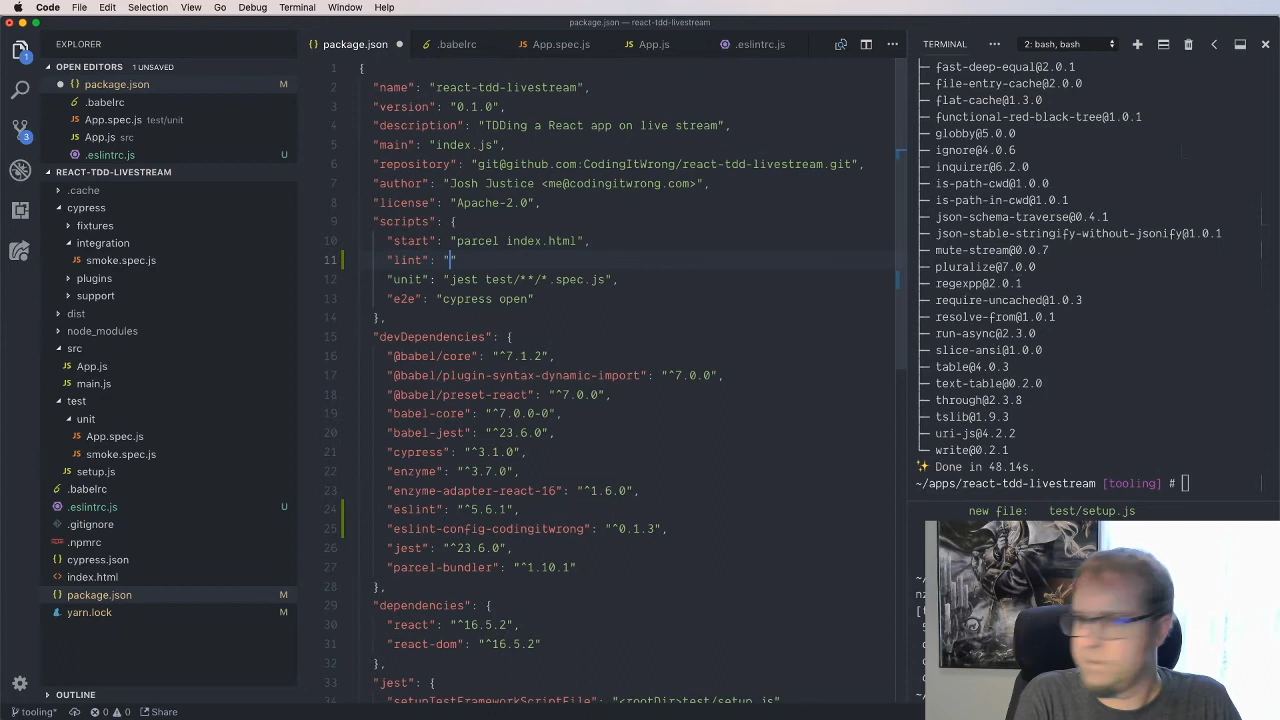 Code File Edit Selection View Go Debug Terminal Window Help
package.json — react-tdd-livestream
EXPLORER
OPEN EDITORS 1 UNSAVED
package.json M
.babelrc
App.spec.js test/unit
App.js src
.eslintrc.js U
REACT-TDD-LIVESTREAM
.cache
cypress
fixtures
integration
smoke.spec.js
plugins
support
dist
node_modules
src
App.js
main.js
test
unit
App.spec.js
smoke.spec.js
setup.js
.babelrc
.eslintrc.js U
.gitignore
.npmrc
cypress.json
index.html
package.json M
yarn.lock
OUTLINE
tooling* 0 0 Share
1
3
package.json .babelrc App.spec.js App.js .eslintrc.js
1 {
2 "name": "react-tdd-livestream",
3 "version": "0.1.0",
4 "description": "TDDing a React app on live stream",
5 "main": "index.js",
6 "repository": "git@github.com:CodingItWrong/react-tdd-livestream.git",
7 "author": "Josh Justice <me@codingitwrong.com>",
8 "license": "Apache-2.0",
9 "scripts": {
10 "start": "parcel index.html",
11 "lint": ""
12 "unit": "jest test/**/*.spec.js",
13 "e2e": "cypress open"
14 },
15 "devDependencies": {
16 "@babel/core": "^7.1.2",
17 "@babel/plugin-syntax-dynamic-import": "^7.0.0",
18 "@babel/preset-react": "^7.0.0",
19 "babel-core": "^7.0.0-0",
20 "babel-jest": "^23.6.0",
21 "cypress": "^3.1.0",
22 "enzyme": "^3.7.0",
23 "enzyme-adapter-react-16": "^1.6.0",
24 "eslint": "^5.6.1",
25 "eslint-config-codingitwrong": "^0.1.3",
26 "jest": "^23.6.0",
27 "parcel-bundler": "^1.10.1"
28 },
29 "dependencies": {
30 "react": "^16.5.2",
31 "react-dom": "^16.5.2"
32 },
33 "jest": {
"setupTestFrameworkScriptFile": "<rootDir>test/setup.js"
TERMINAL 2: bash, bash
├─ fast-deep-equal@2.0.1
├─ file-entry-cache@2.0.0
├─ flat-cache@1.3.0
├─ functional-red-black-tree@1.0.1
├─ globby@5.0.0
├─ ignore@4.0.6
├─ inquirer@6.2.0
├─ is-path-cwd@1.0.0
├─ is-path-in-cwd@1.0.1
├─ json-schema-traverse@0.4.1
├─ json-stable-stringify-without-jsonify@1.0.1
├─ mute-stream@0.0.7
├─ pluralize@7.0.0
├─ regexpp@2.0.1
├─ require-uncached@1.0.3
├─ resolve-from@1.0.1
├─ run-async@2.3.0
├─ slice-ansi@1.0.0
├─ table@4.0.3
├─ text-table@0.2.0
├─ through@2.3.8
├─ tslib@1.9.3
├─ uri-js@4.2.2
└─ write@0.2.1
✨ Done in 48.14s.
~/apps/react-tdd-livestream [tooling] #
new file: test/setup.js